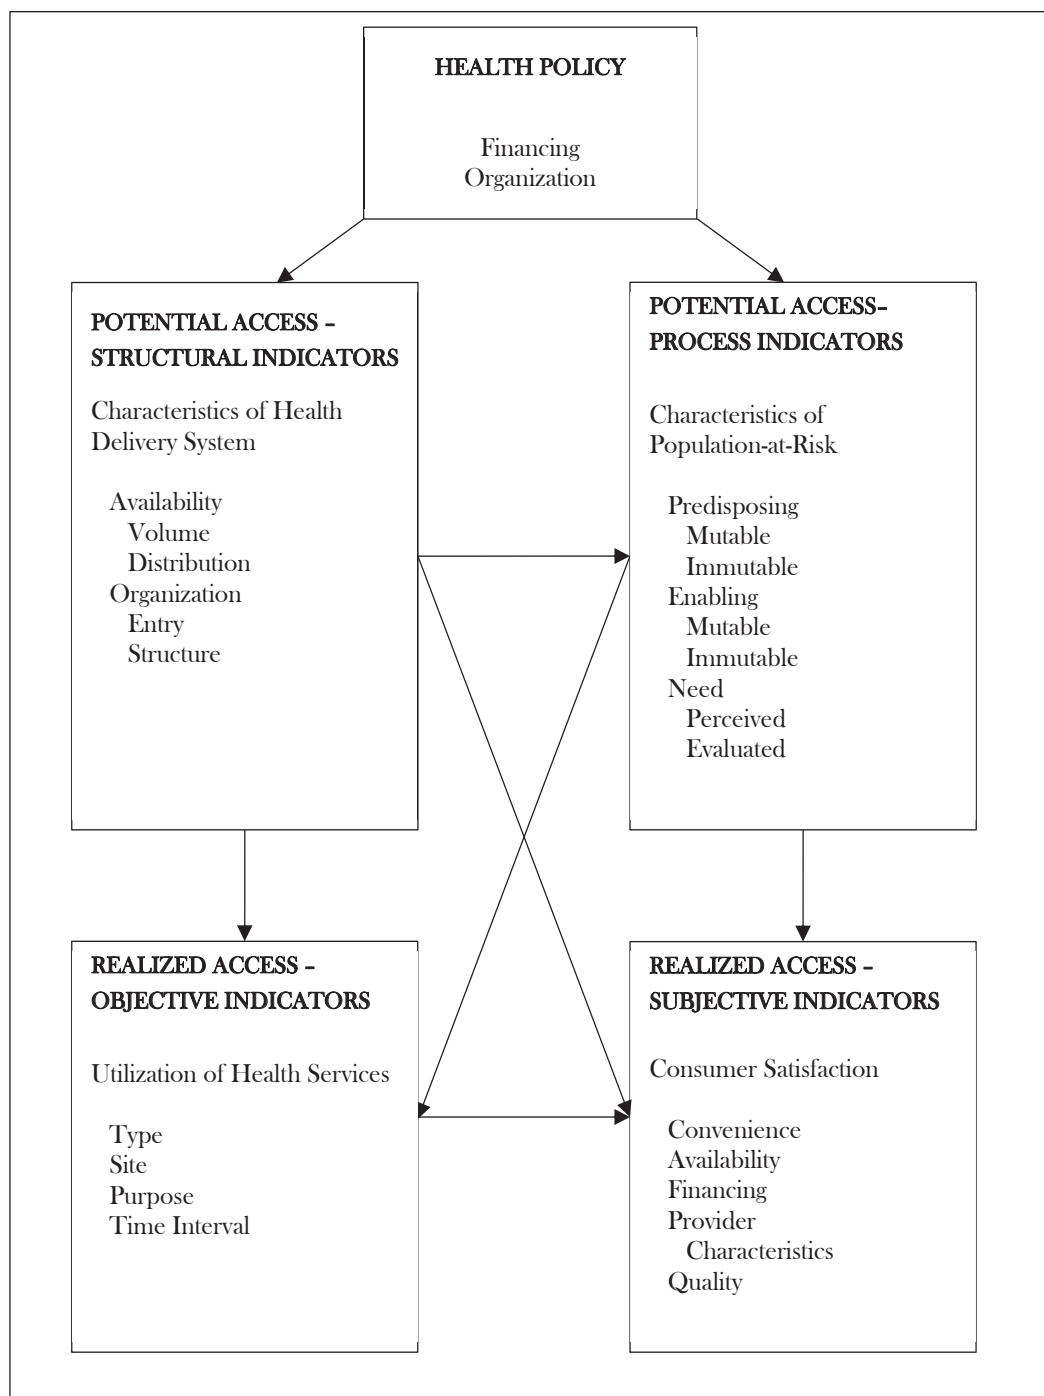 HEALTH POLICY
Financing
Organization
POTENTIAL ACCESS –
STRUCTURAL INDICATORS
Characteristics of Health
Delivery System
Availability
Volume
Distribution
Organization
Entry
Structure
POTENTIAL ACCESS–
PROCESS INDICATORS
Characteristics of
Population-at-Risk
Predisposing
Mutable
Immutable
Enabling
Mutable
Immutable
Need
Perceived
Evaluated
REALIZED ACCESS –
OBJECTIVE INDICATORS
Utilization of Health Services
Type
Site
Purpose
Time Interval
REALIZED ACCESS –
SUBJECTIVE INDICATORS
Consumer Satisfaction
Convenience
Availability
Financing
Provider
Characteristics
Quality